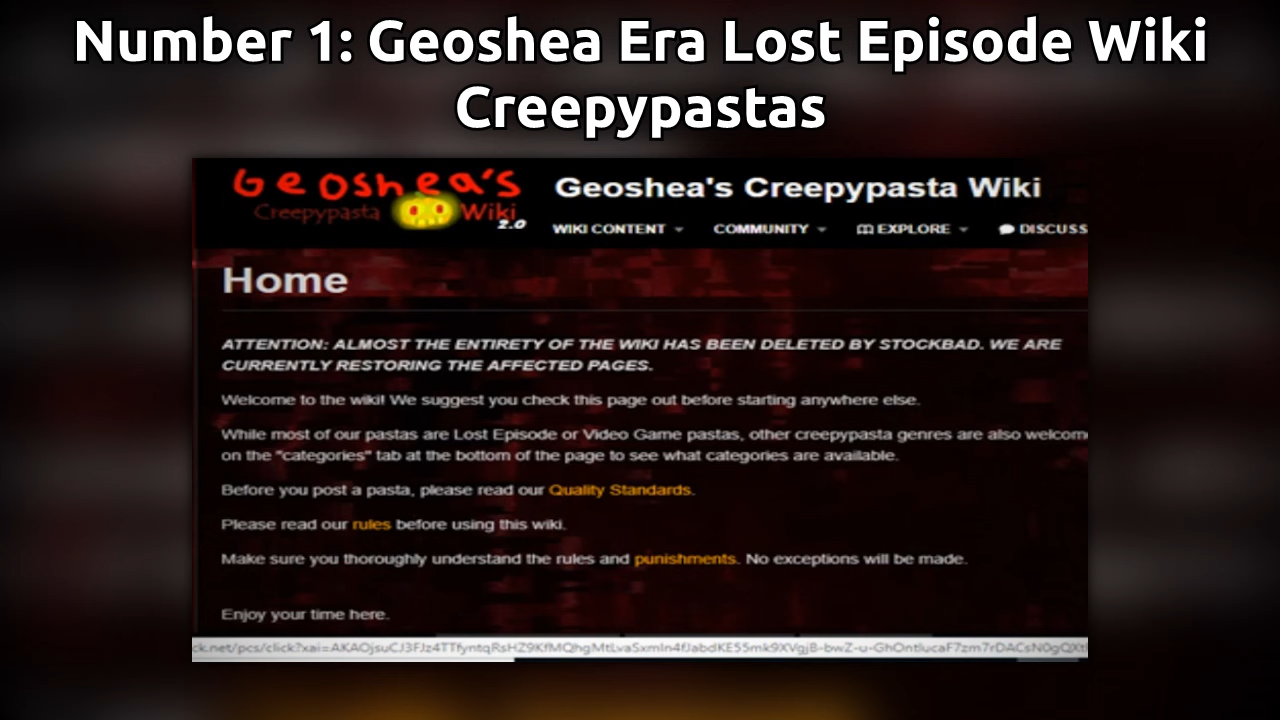 Number 1: Geoshea Era Lost Episode Wiki
Creepypastas
Geoshea's
Creepypasta Wiki
2.0
Geoshea's Creepypasta Wiki
WIKI CONTENT COMMUNITY EXPLORE DISCUSS
Home
ATTENTION: ALMOST THE ENTIRETY OF THE WIKI HAS BEEN DELETED BY STOCKBAD. WE ARE
CURRENTLY RESTORING THE AFFECTED PAGES.
Welcome to the wiki! We suggest you check this page out before starting anywhere else.
While most of our pastas are Lost Episode or Video Game pastas, other creepypasta genres are also welcom
on the "categories" tab at the bottom of the page to see what categories are available.
Before you post a pasta, please read our Quality Standards.
Please read our rules before using this wiki.
Make sure you thoroughly understand the rules and punishments. No exceptions will be made.
Enjoy your time here.